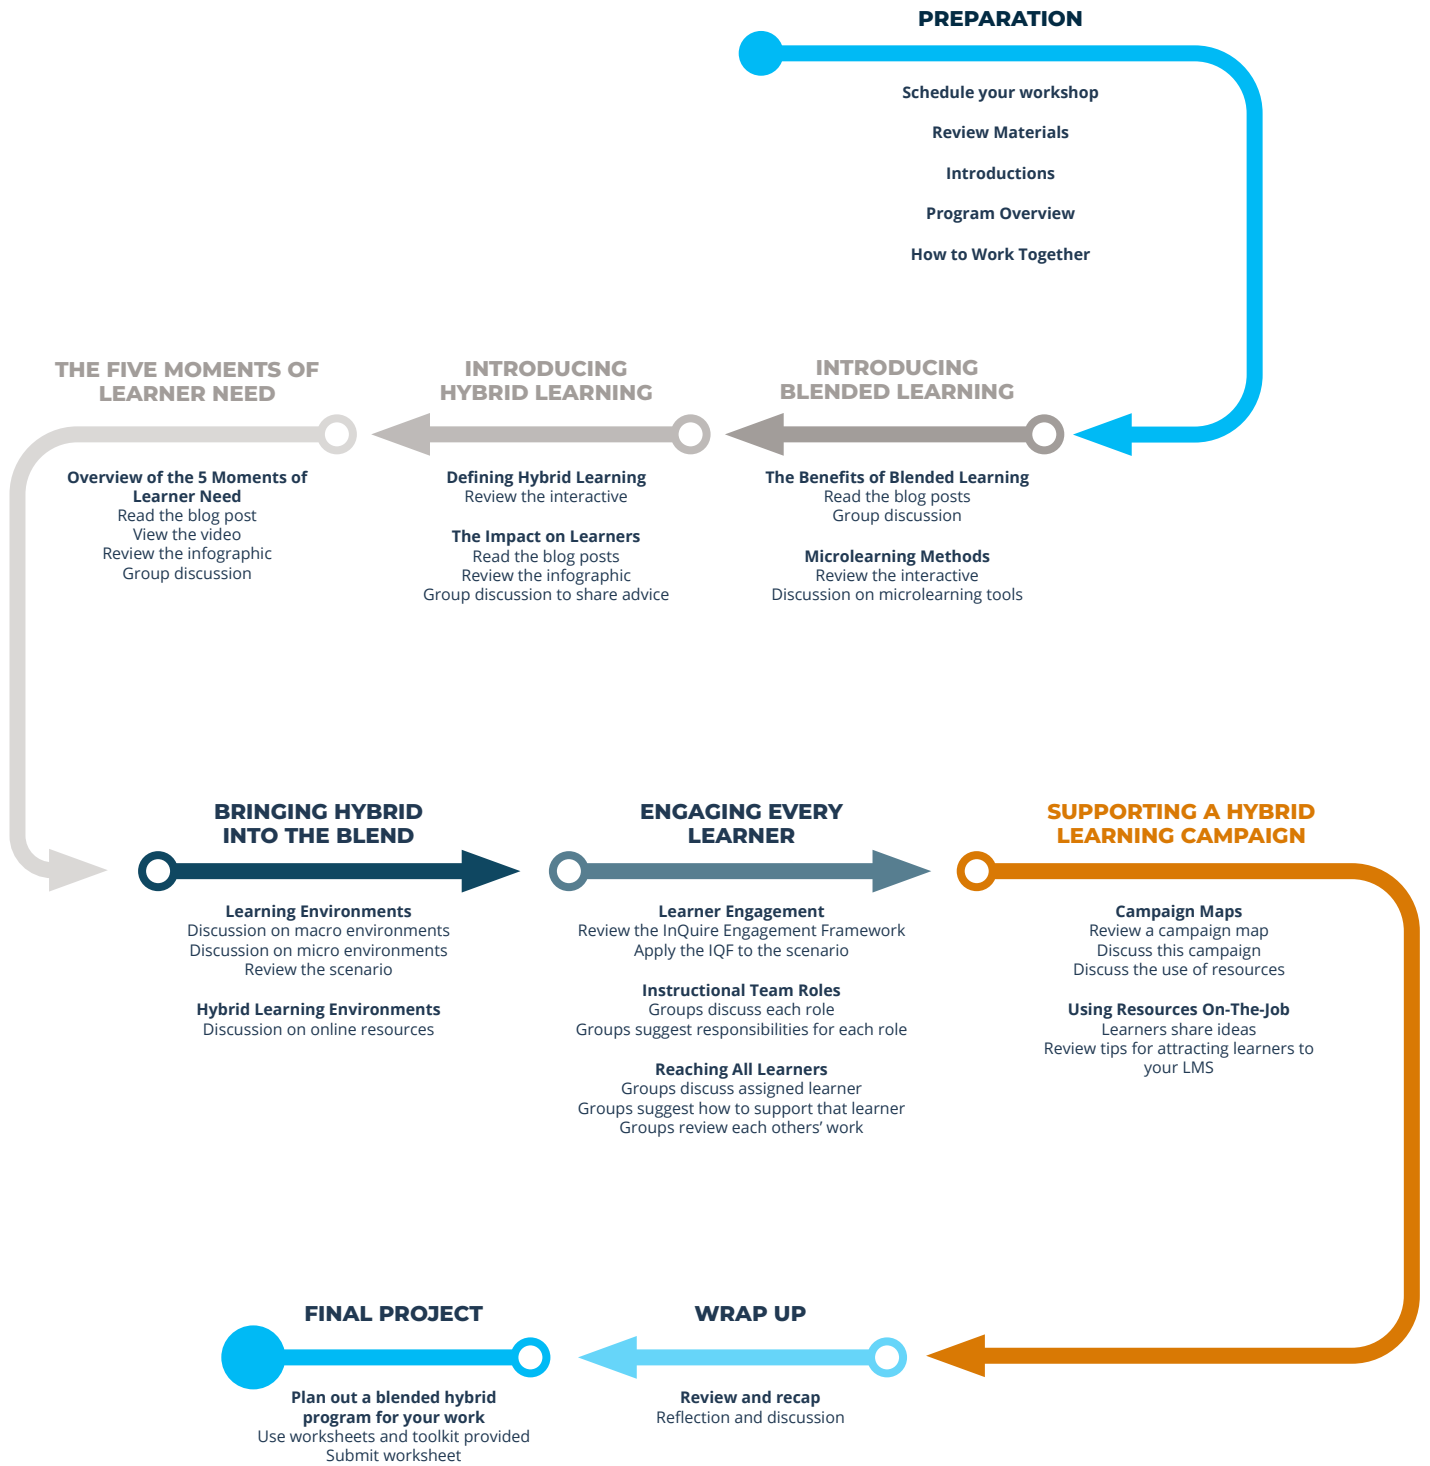 PREPARATION
Schedule your workshop
Review Materials
Introductions
Program Overview
How to Work Together
INTRODUCING
BLENDED LEARNING
The Benefits of Blended Learning
Read the blog posts
Group discussion
Microlearning Methods
Review the interactive
Discussion on microlearning tools
INTRODUCING
HYBRID LEARNING
Defining Hybrid Learning
Review the interactive
The Impact on Learners
Read the blog posts
Review the infographic
Group discussion to share advice
THE FIVE MOMENTS OF
LEARNER NEED
Overview of the 5 Moments of
Learner Need
Read the blog post
View the video
Review the infographic
Group discussion
BRINGING HYBRID
INTO THE BLEND
Learning Environments
Discussion on macro environments
Discussion on micro environments
Review the scenario
Hybrid Learning Environments
Discussion on online resources
ENGAGING EVERY
LEARNER
Learner Engagement
Review the InQuire Engagement Framework
Apply the IQF to the scenario
Instructional Team Roles
Groups discuss each role
Groups suggest responsibilities for each role
Reaching All Learners
Groups discuss assigned learner
Groups suggest how to support that learner
Groups review each others’ work
SUPPORTING A HYBRID
LEARNING CAMPAIGN
Campaign Maps
Review a campaign map
Discuss this campaign
Discuss the use of resources
Using Resources On-The-Job
Learners share ideas
Review tips for attracting learners to
your LMS
WRAP UP
Review and recap
Reflection and discussion
FINAL PROJECT
Plan out a blended hybrid
program for your work
Use worksheets and toolkit provided
Submit worksheet